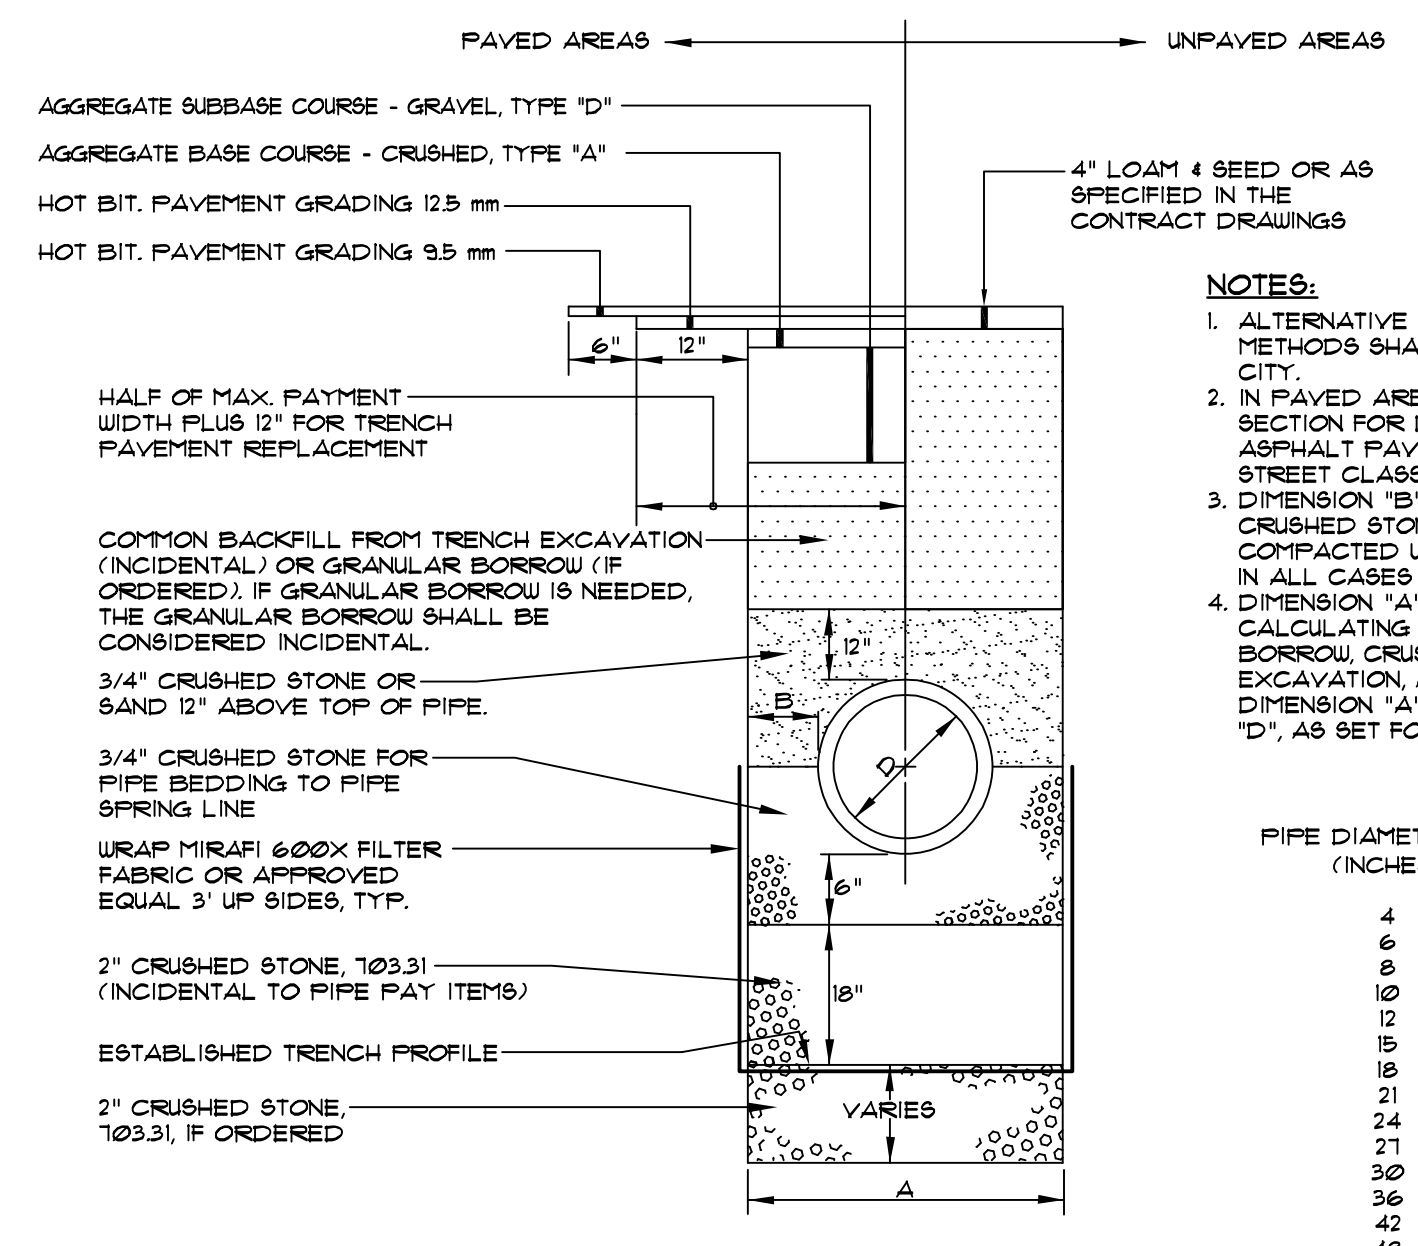 PAVED AREAS
UNPAVED AREAS
AGGREGATE SUBBASE COURSE - GRAVEL, TYPE "D"
AGGREGATE BASE COURSE - CRUSHED, TYPE "A"
HOT BIT. PAVEMENT GRADING 12.5 mm
HOT BIT. PAVEMENT GRADING 9.5 mm
4" LOAM & SEED OR AS
SPECIFIED IN THE
CONTRACT DRAWINGS
6"
12"
HALF OF MAX. PAYMENT
WIDTH PLUS 12" FOR TRENCH
PAVEMENT REPLACEMENT
COMMON BACKFILL FROM TRENCH EXCAVATION
(INCIDENTAL) OR GRANULAR BORROW (IF
ORDERED). IF GRANULAR BORROW IS NEEDED,
THE GRANULAR BORROW SHALL BE
CONSIDERED INCIDENTAL.
12"
3/4" CRUSHED STONE OR
SAND 12" ABOVE TOP OF PIPE.
B
D
3/4" CRUSHED STONE FOR
PIPE BEDDING TO PIPE
SPRING LINE
WRAP MIRAFI 600X FILTER
FABRIC OR APPROVED
EQUAL 3' UP SIDES, TYP.
6"
2" CRUSHED STONE, 703.31
(INCIDENTAL TO PIPE PAY ITEMS)
18"
ESTABLISHED TRENCH PROFILE
2" CRUSHED STONE,
703.31, IF ORDERED
VARIES
A
NOTES:
1. ALTERNATIVE
METHODS SHA
CITY.
2. IN PAVED ARE
SECTION FOR
ASPHALT PAV
STREET CLASS
3. DIMENSION "B"
CRUSHED STON
COMPACTED U
IN ALL CASES
4. DIMENSION "A"
CALCULATING
BORROW, CRUS
EXCAVATION,
DIMENSION "A"
"D", AS SET FO
PIPE DIAMET
(INCHES
4
6
8
10
12
15
18
21
24
27
30
36
42